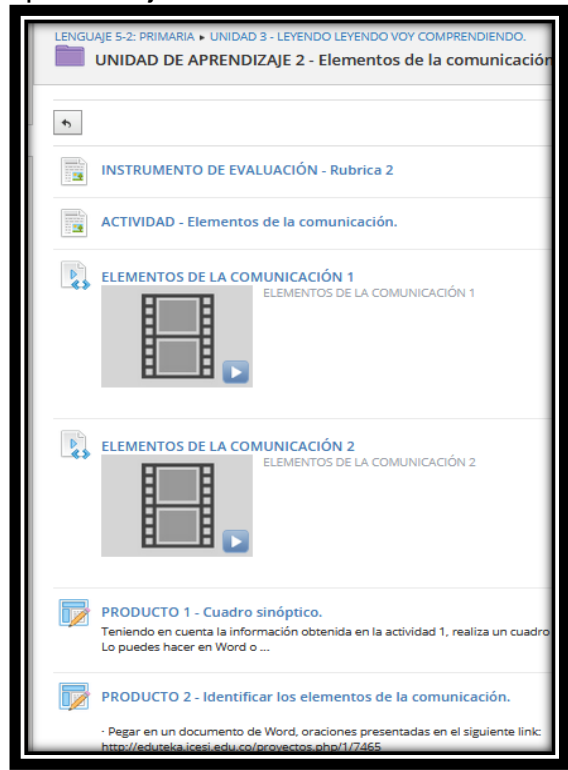 LENGUAJE 5-2: PRIMARIA ▸ UNIDAD 3 - LEYENDO LEYENDO VOY COMPRENDIENDO.
UNIDAD DE APRENDIZAJE 2 - Elementos de la comunicación
INSTRUMENTO DE EVALUACIÓN - Rubrica 2
ACTIVIDAD - Elementos de la comunicación.
ELEMENTOS DE LA COMUNICACIÓN 1
ELEMENTOS DE LA COMUNICACIÓN 1
ELEMENTOS DE LA COMUNICACIÓN 2
ELEMENTOS DE LA COMUNICACIÓN 2
PRODUCTO 1 - Cuadro sinóptico.
Teniendo en cuenta la información obtenida en la actividad 1, realiza un cuadro
Lo puedes hacer en Word o ...
PRODUCTO 2 - Identificar los elementos de la comunicación.
· Pegar en un documento de Word, oraciones presentadas en el siguiente link:
http://eduteka.icesi.edu.co/proyectos.php/1/7465